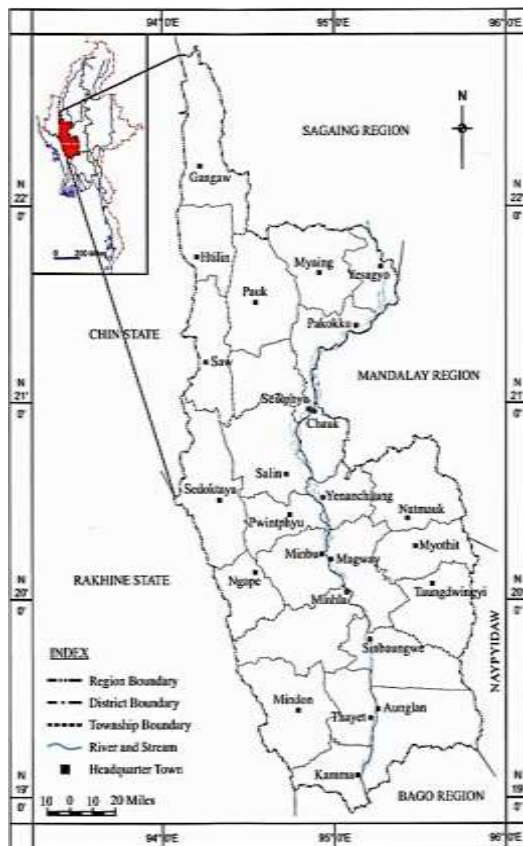 94°0'E
95°0'E
96°0'E
N
SAGAING REGION
Gangaw
N
22°
0'
N
22°
0'
Htilin
Myaing
Yesagyo
Pauk
Pakokku
CHIN STATE
Saw
MANDALAY REGION
N
21°
0'
N
21°
0'
Seikphyu
Chauk
Salin
Sedoktaya
Yenanchaung
Natmauk
Pwintphyu
Myothit
Minbu
Magway
Ngape
Taungdwingyi
RAKHINE STATE
Minhla
N
20°
0'
N
20°
0'
Sinbaungwe
NAYPYIDAW
INDEX
Region Boundary
District Boundary
Township Boundary
River and Stream
Headquarter Town
Mindon
Thayet
Aunglan
Kamma
N
19°
0'
N
19°
0'
10 0 10 20 Miles
BAGO REGION
94°0'E
95°0'E
96°0'E